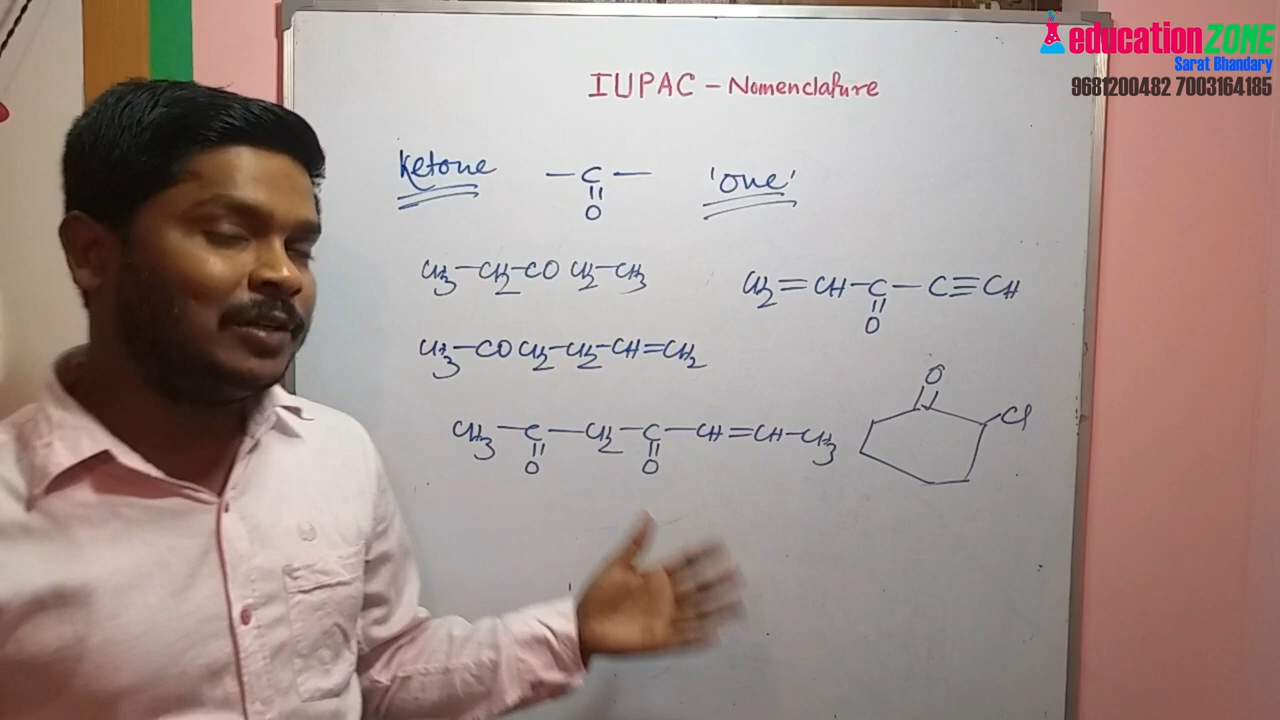 educationZONE
Sarat Bhandary
9681200482 7003164185
IUPAC - Nomenclature
Ketone -C- 'one'
||
O
CH3-CH2-CO CH2-CH3
CH2=CH-C-C≡CH
||
O
CH3-CO CH2-CH2-CH=CH2
CH3-C-CH2-C-CH=CH-CH3
|| ||
O O
O
Cl